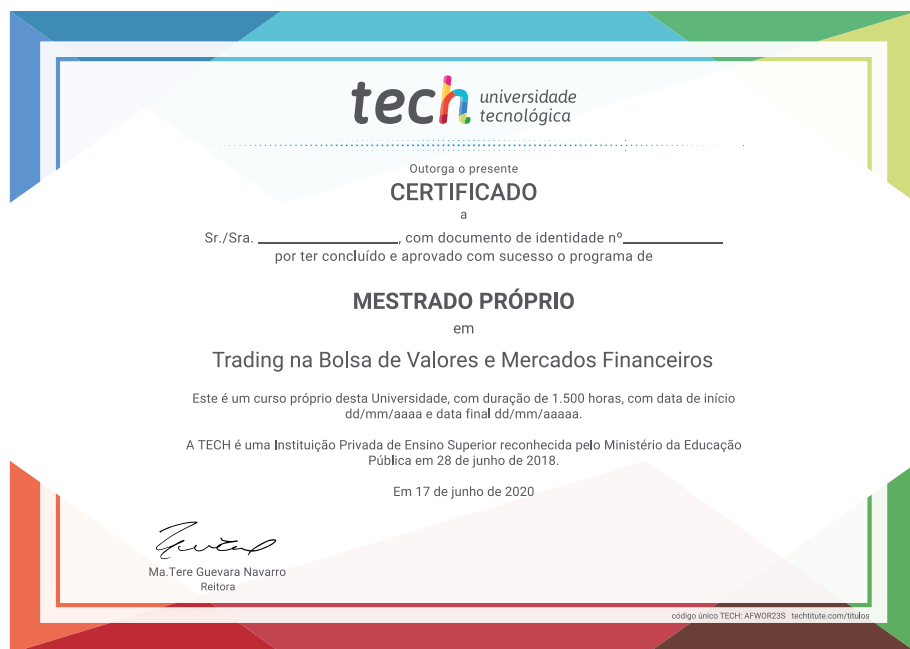 tech universidade
tecnológica
Outorga o presente
CERTIFICADO
a
Sr./Sra. ____________, com documento de identidade nº____________
por ter concluído e aprovado com sucesso o programa de
MESTRADO PRÓPRIO
em
Trading na Bolsa de Valores e Mercados Financeiros
Este é um curso próprio desta Universidade, com duração de 1.500 horas, com data de início
dd/mm/aaaa e data final dd/mm/aaaaa.
A TECH é uma Instituição Privada de Ensino Superior reconhecida pelo Ministério da Educação
Pública em 28 de junho de 2018.
Em 17 de junho de 2020
Ma.Tere Guevara Navarro
Reitora
código único TECH: AFWOR23S techtitute.com/titulos